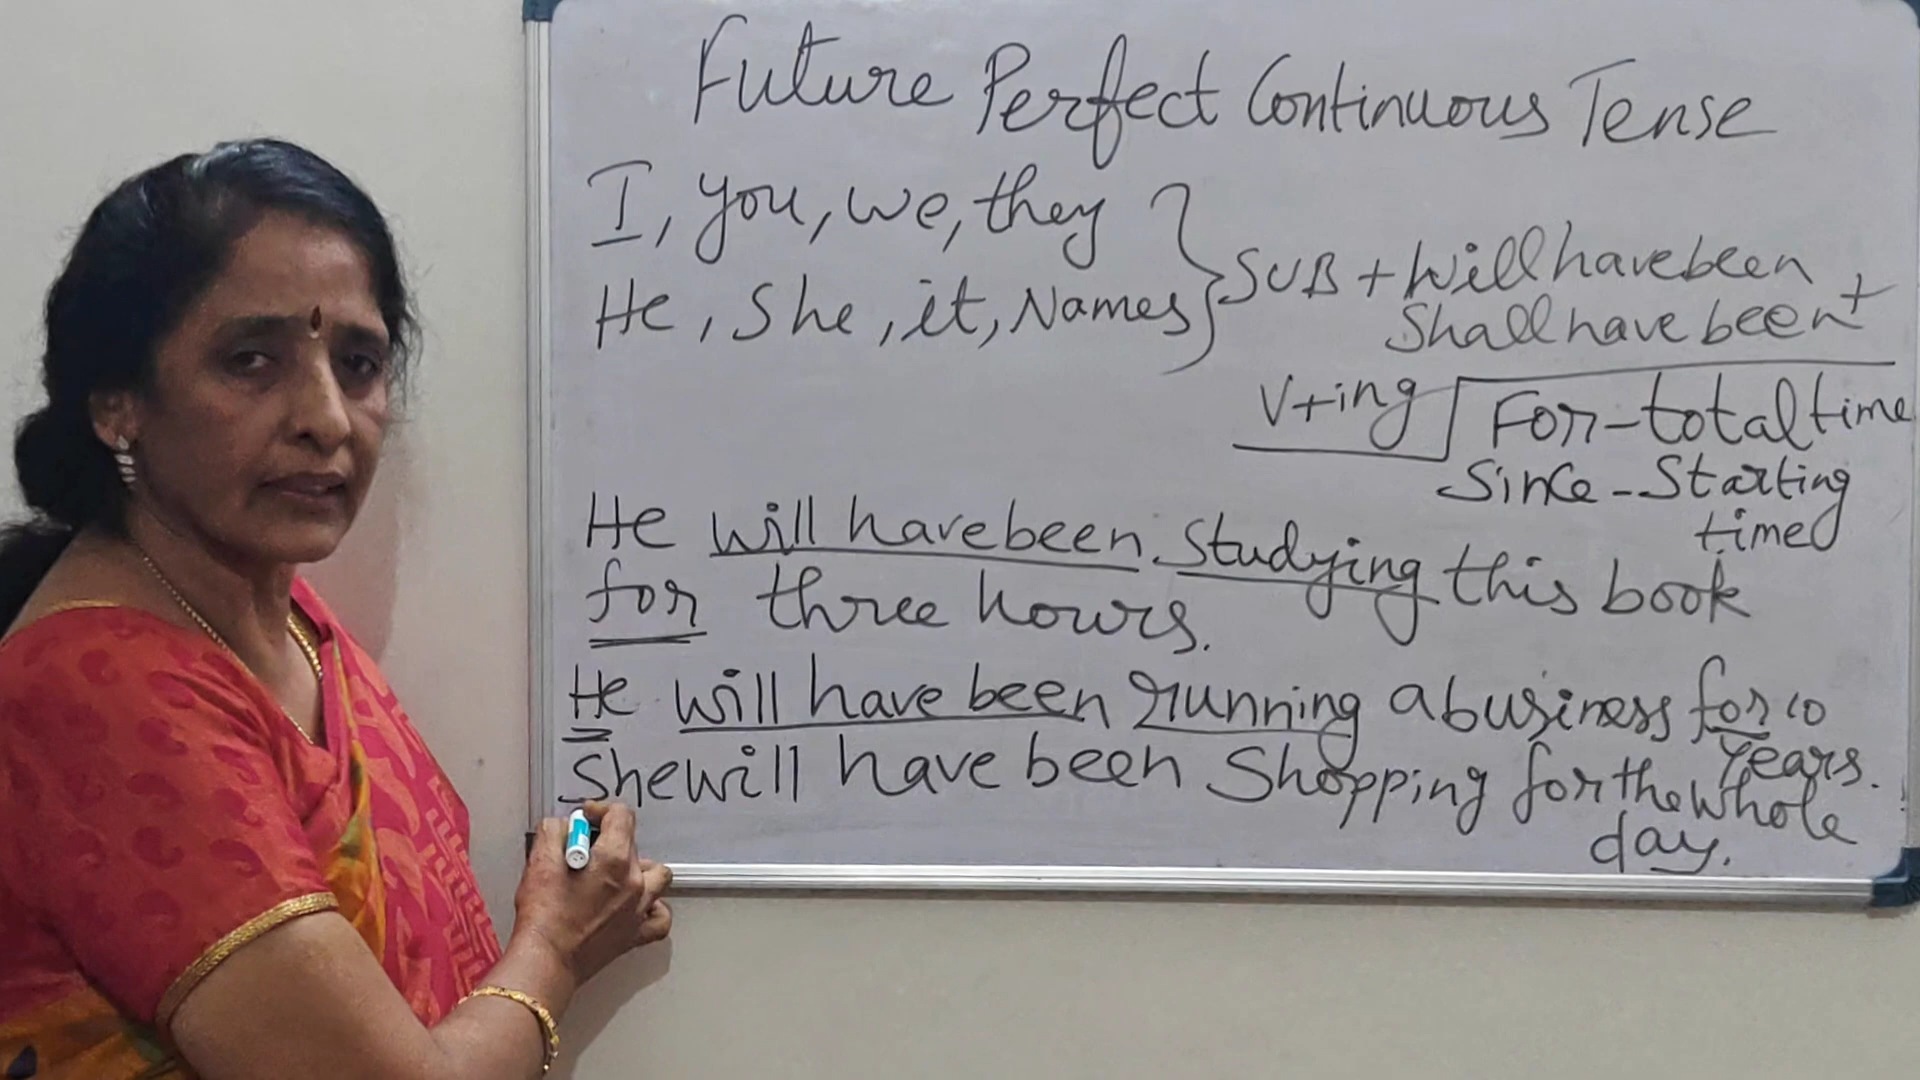 Future Perfect Continuous Tense
I, you, we, they
He, She, it, Names } SUB + Will have been
Shall have been +
V+ing For - total time
Since - Starting
time
He will have been studying this book
for three hours.
He will have been running a business for 10
years.
She will have been Shopping for the whole
day.